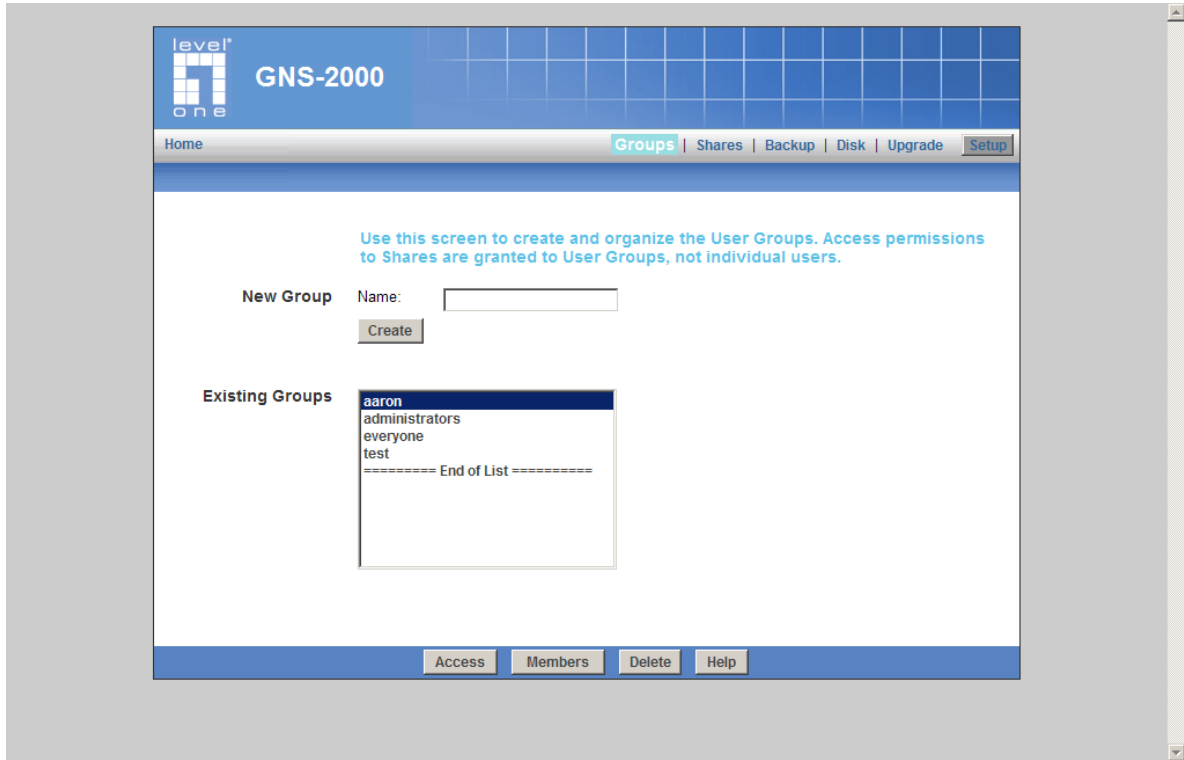 level
one
GNS-2000
Home
Groups | Shares | Backup | Disk | Upgrade Setup
Use this screen to create and organize the User Groups. Access permissions
to Shares are granted to User Groups, not individual users.
New Group Name:
Create
Existing Groups
aaron
administrators
everyone
test
========= End of List ==========
Access Members Delete Help